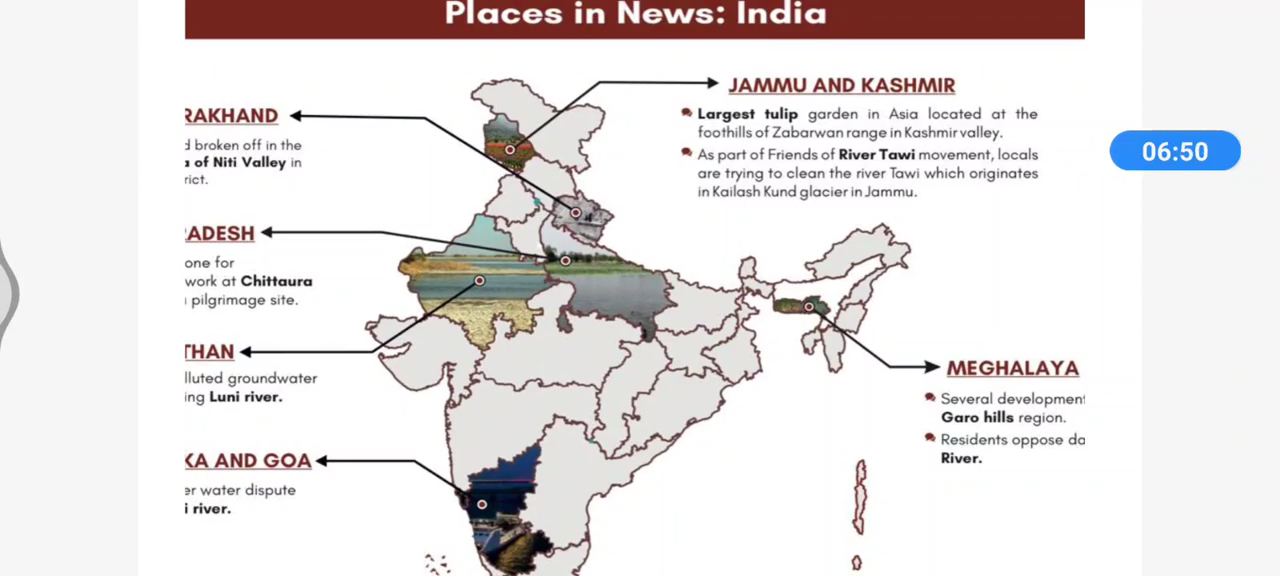 Places in News: India
JAMMU AND KASHMIR
Largest tulip garden in Asia located at the
foothills of Zabarwan range in Kashmir valley.
As part of Friends of River Tawi movement, locals
are trying to clean the river Tawi which originates
in Kailash Kund glacier in Jammu.
06:50
RAKHAND
d broken off in the
a of Niti Valley in
rict.
ADESH
one for
work at Chittaura
pilgrimage site.
THAN
lluted groundwater
ing Luni river.
KA AND GOA
er water dispute
i river.
MEGHALAYA
Several development
Garo hills region.
Residents oppose da
River.